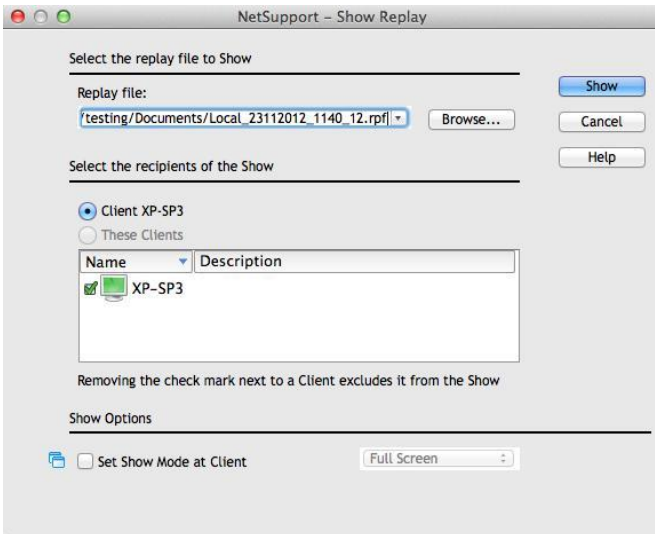 NetSupport – Show Replay
Select the replay file to Show
Replay file:
/testing/Documents/Local_23112012_1140_12.rpf
Browse...
Show
Cancel
Help
Select the recipients of the Show
Client XP-SP3
These Clients
Name Description
XP-SP3
Removing the check mark next to a Client excludes it from the Show
Show Options
Set Show Mode at Client Full Screen